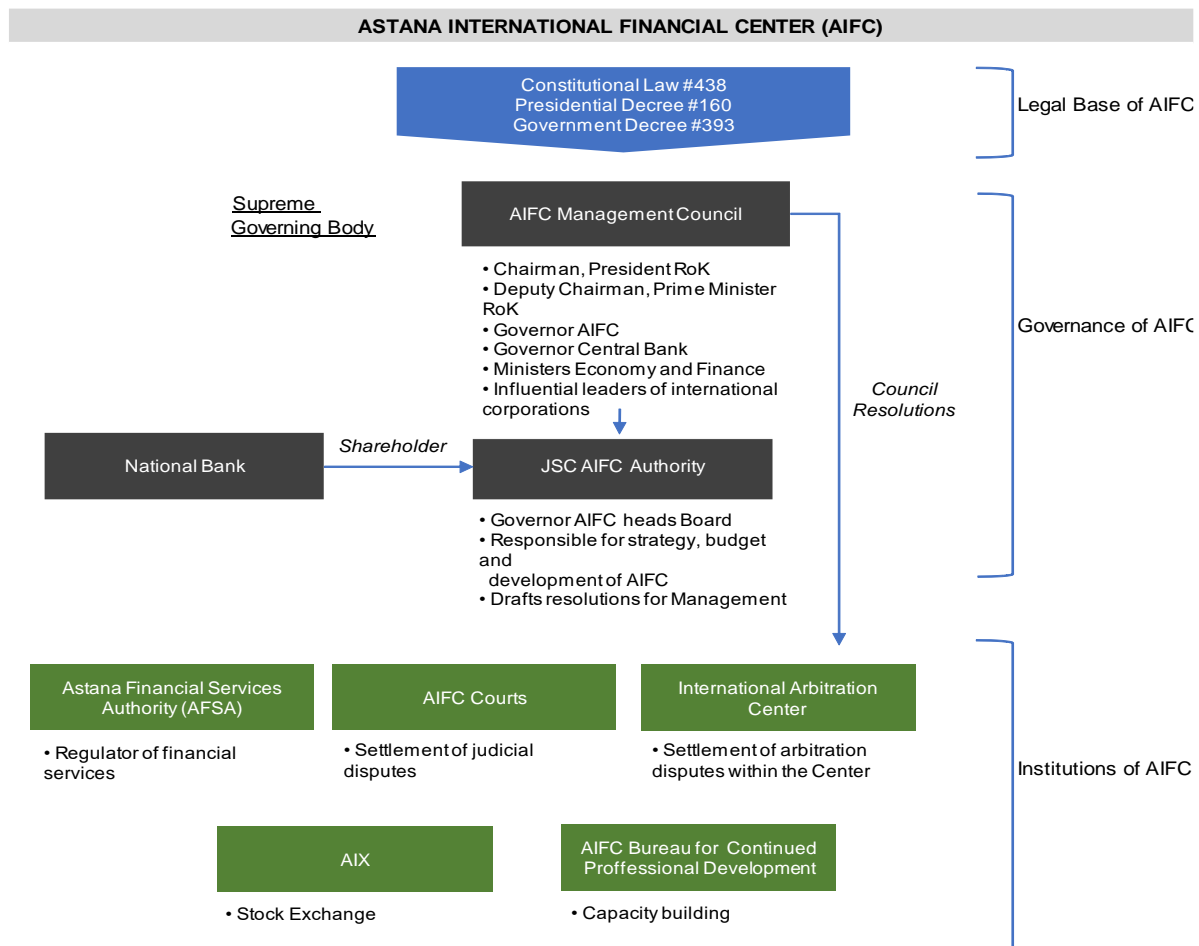 ASTANA INTERNATIONAL FINANCIAL CENTER (AIFC)
Constitutional Law #438
Presidential Decree #160
Government Decree #393
Legal Base of AIFC
Supreme
Governing Body
AIFC Management Council
• Chairman, President RoK
• Deputy Chairman, Prime Minister
RoK
• Governor AIFC
• Governor Central Bank
• Ministers Economy and Finance
• Influential leaders of international
corporations
Governance of AIFC
Council
Resolutions
National Bank
Shareholder
JSC AIFC Authority
• Governor AIFC heads Board
• Responsible for strategy, budget
and
development of AIFC
• Drafts resolutions for Management
Astana Financial Services
Authority (AFSA)
• Regulator of financial
services
AIFC Courts
• Settlement of judicial
disputes
International Arbitration
Center
• Settlement of arbitration
disputes within the Center
Institutions of AIFC
AIX
• Stock Exchange
AIFC Bureau for Continued
Proffessional Development
• Capacity building